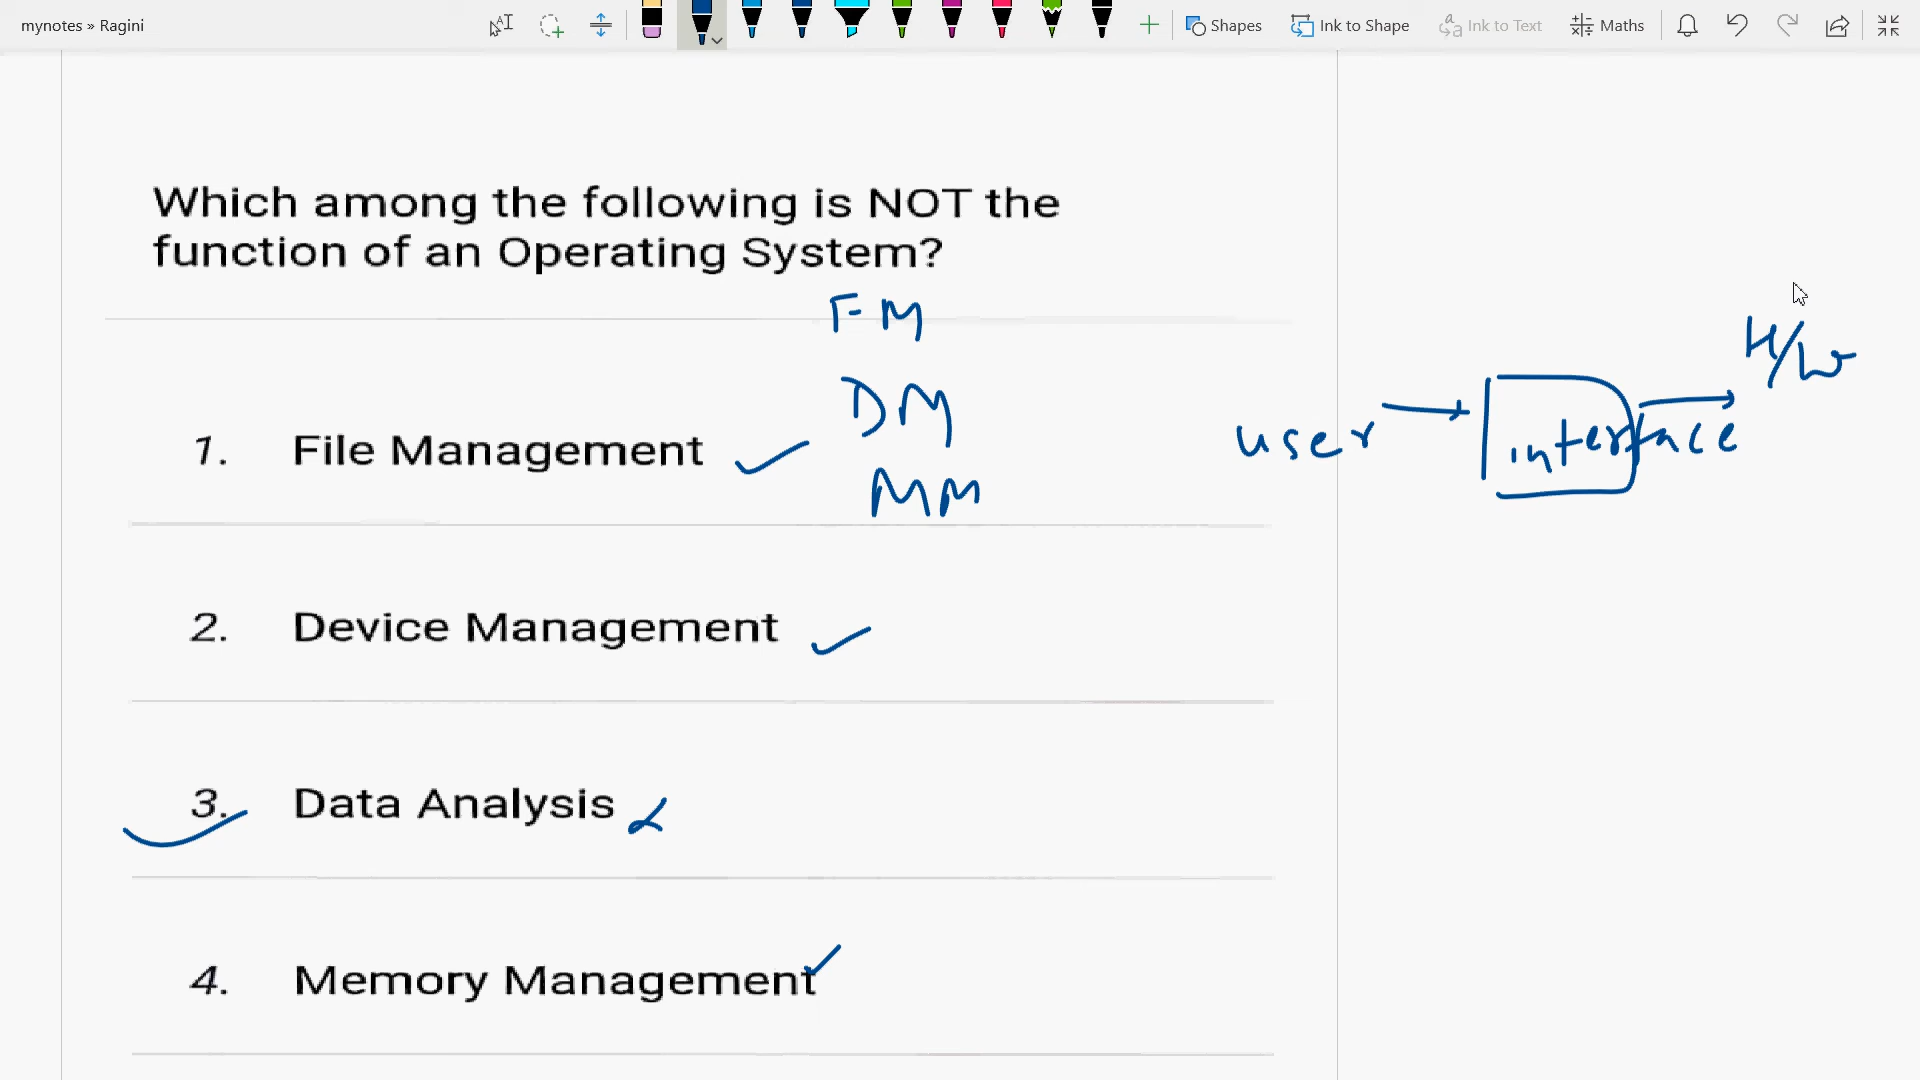 mynotes » Ragini
Shapes
Ink to Shape
Ink to Text
Maths
Which among the following is NOT the
function of an Operating System?
FM
DM
MM
1. File Management
2. Device Management
3. Data Analysis
4. Memory Management
user
interface
H/W